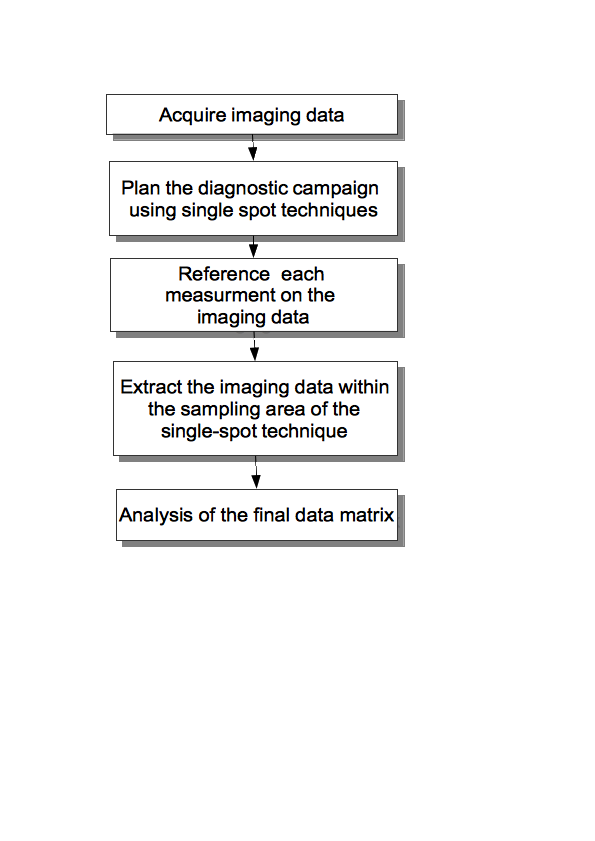 Acquire imaging data
Plan the diagnostic campaign
using single spot techniques
Reference each
measurment on the
imaging data
Extract the imaging data within
the sampling area of the
single-spot technique
Analysis of the final data matrix